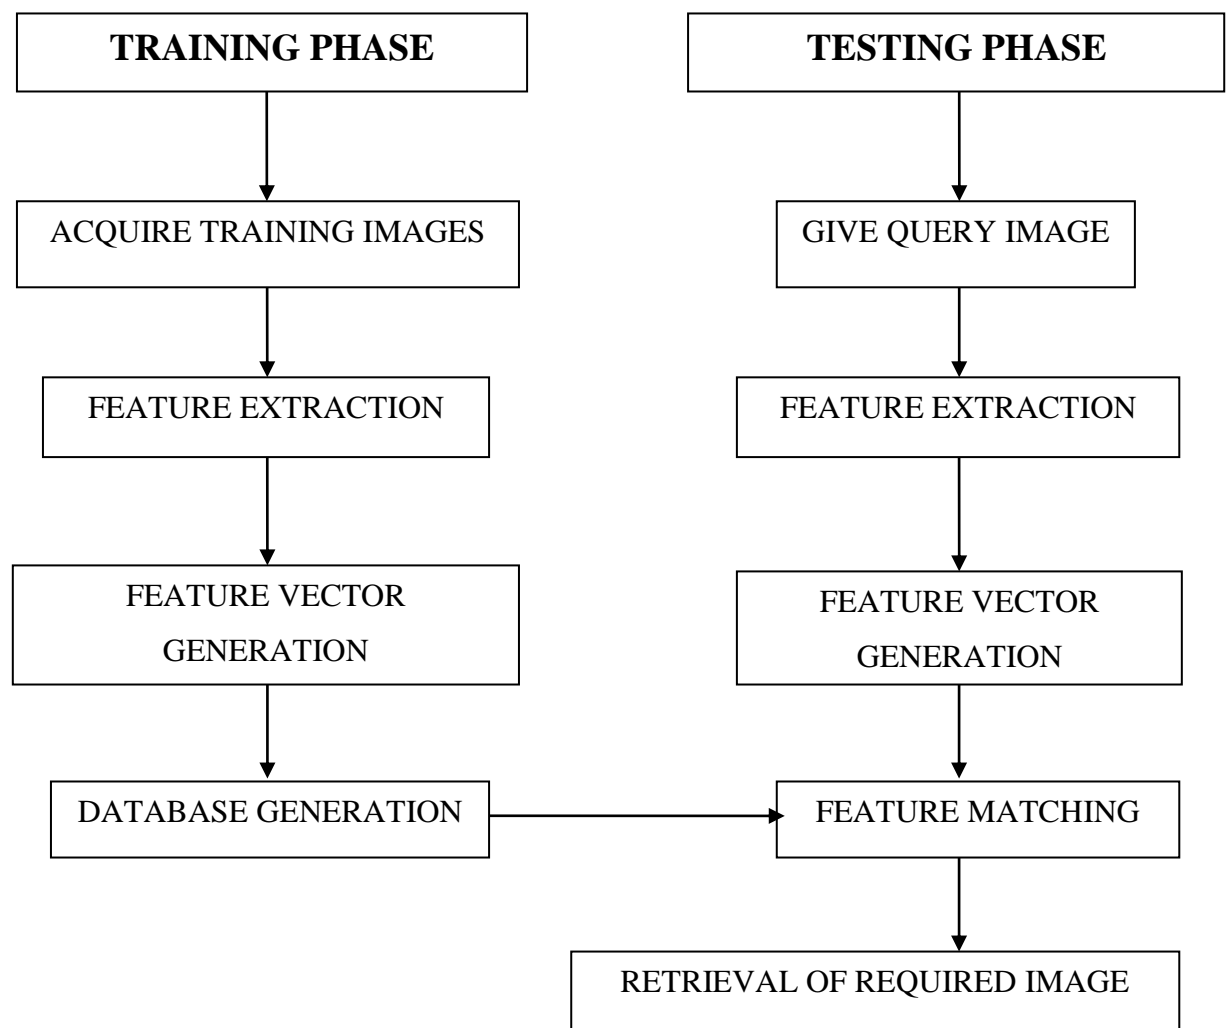 TRAINING PHASE
ACQUIRE TRAINING IMAGES
FEATURE EXTRACTION
FEATURE VECTOR
GENERATION
DATABASE GENERATION
TESTING PHASE
GIVE QUERY IMAGE
FEATURE EXTRACTION
FEATURE VECTOR
GENERATION
FEATURE MATCHING
RETRIEVAL OF REQUIRED IMAGE